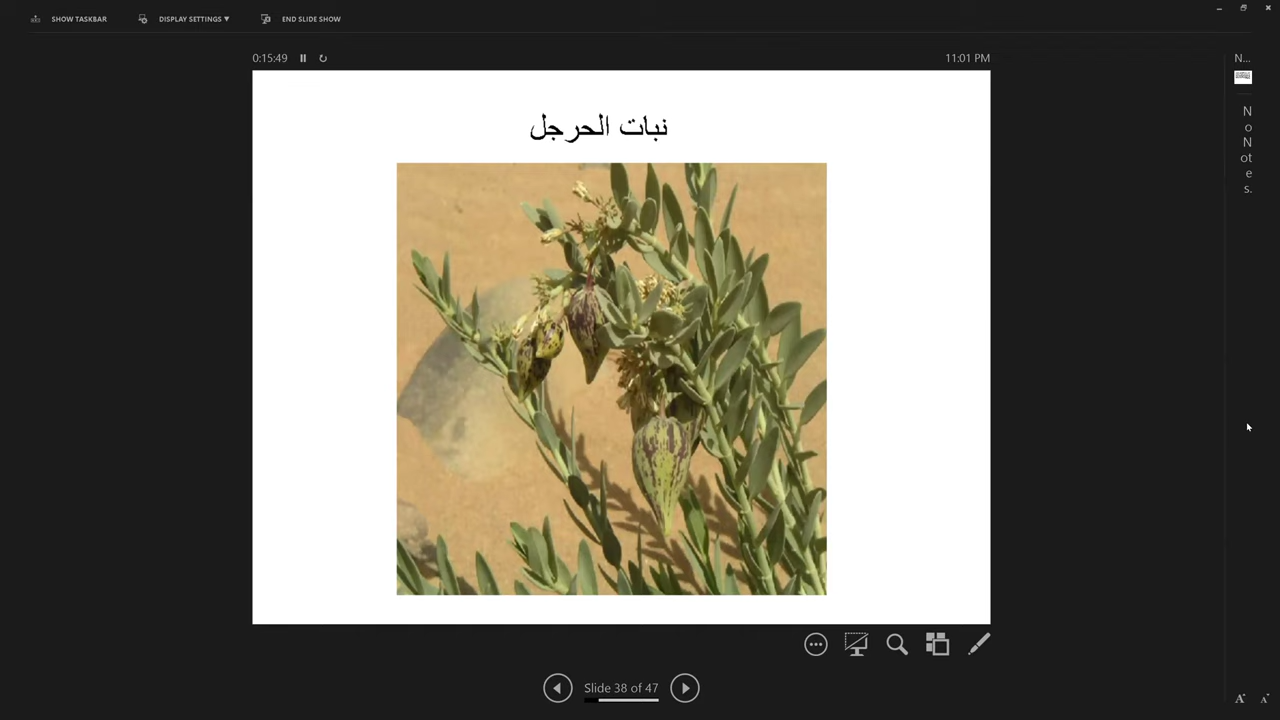 SHOW TASKBAR
DISPLAY SETTINGS ▼
END SLIDE SHOW
0:15:49
11:01 PM
N...
نبات الحرجل
No Notes.
Slide 38 of 47
A
A